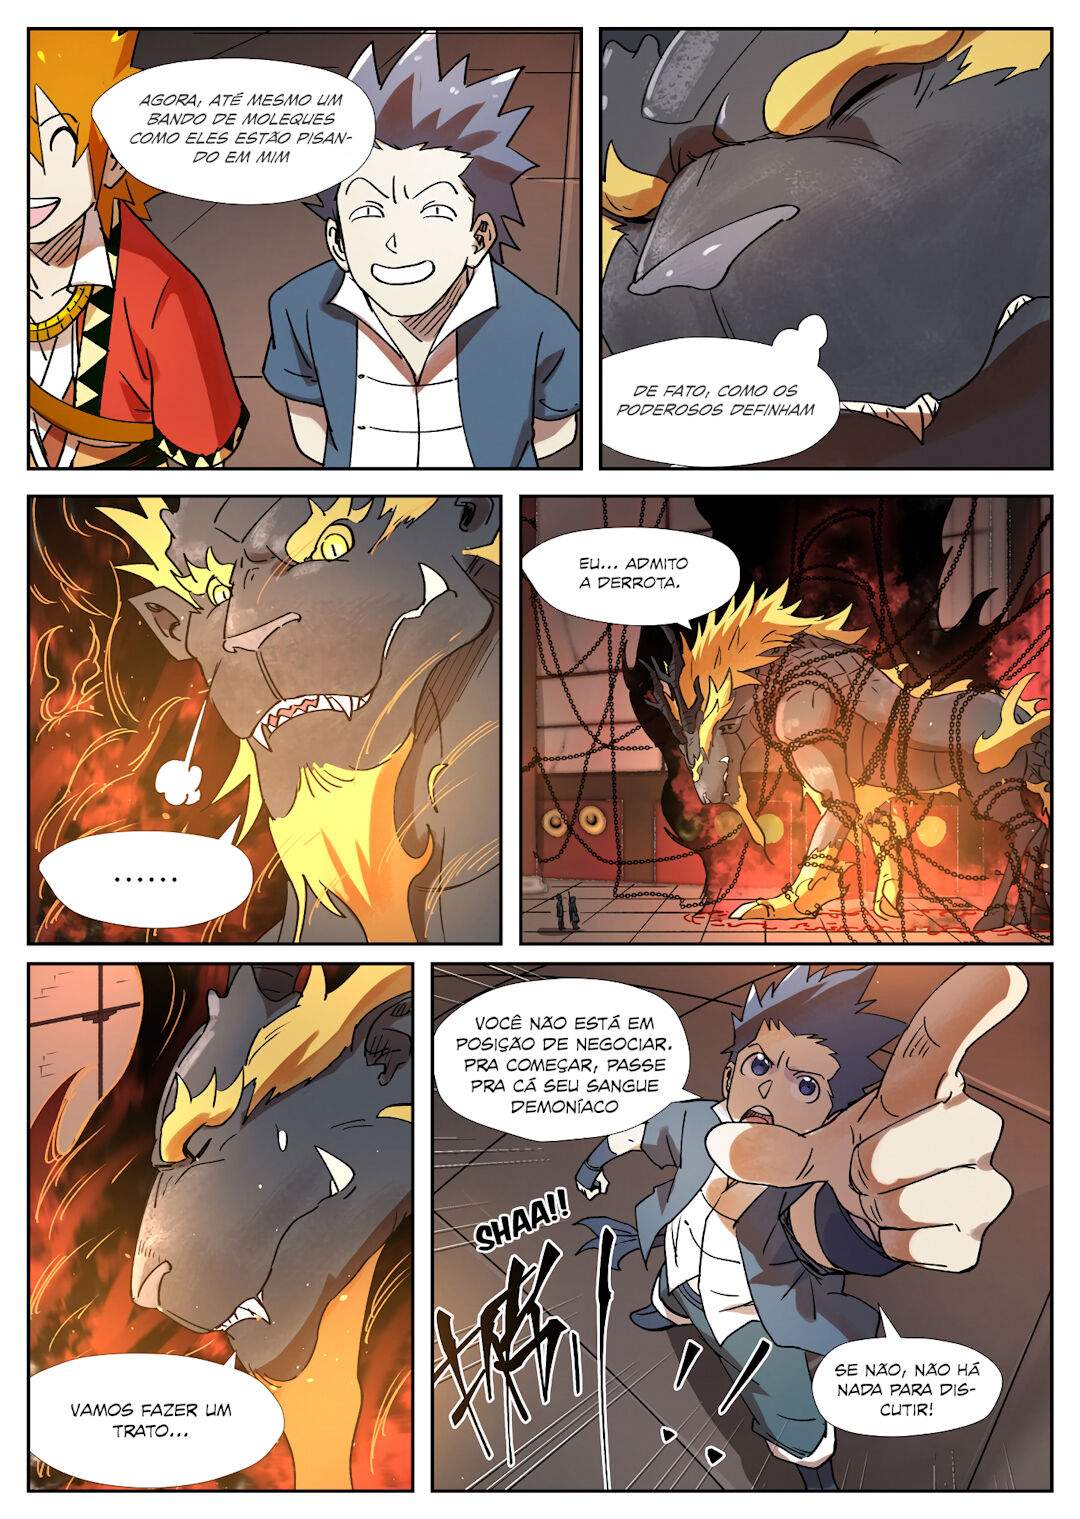 AGORA, ATÉ MESMO UM
BANDO DE MOLEQUES
COMO ELES ESTÃO PISAN-
DO EM MIM
DE FATO, COMO OS
PODEROSOS DEFINHAM
......
EU... ADMITO
A DERROTA.
VAMOS FAZER UM
TRATO...
VOCÊ NÃO ESTÁ EM
POSIÇÃO DE NEGOCIAR.
PRA COMEÇAR, PASSE
PRA CÁ SEU SANGUE
DEMONÍACO
SHAA!!
SE NÃO, NÃO HÁ
NADA PARA DIS-
CUTIR!